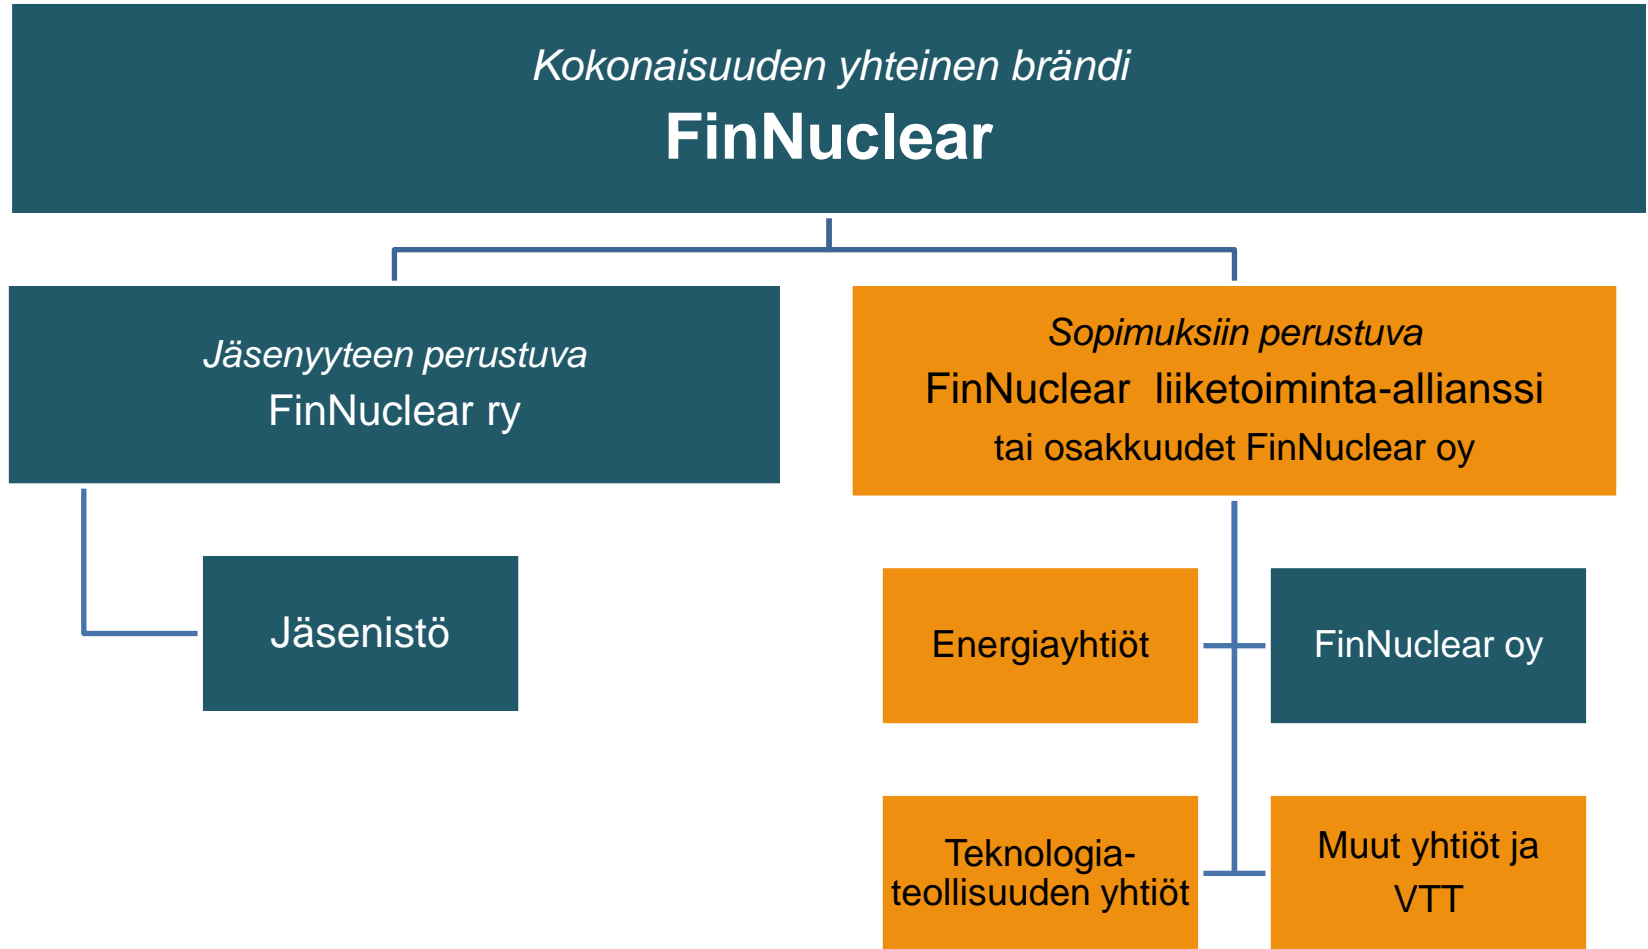 Kokonaisuuden yhteinen brändi
FinNuclear
Jäsenyyteen perustuva
FinNuclear ry
Sopimuksiin perustuva
FinNuclear liiketoiminta-allianssi
tai osakkuudet FinNuclear oy
Jäsenistö
Energiayhtiöt
FinNuclear oy
Teknologia-
teollisuuden yhtiöt
Muut yhtiöt ja
VTT